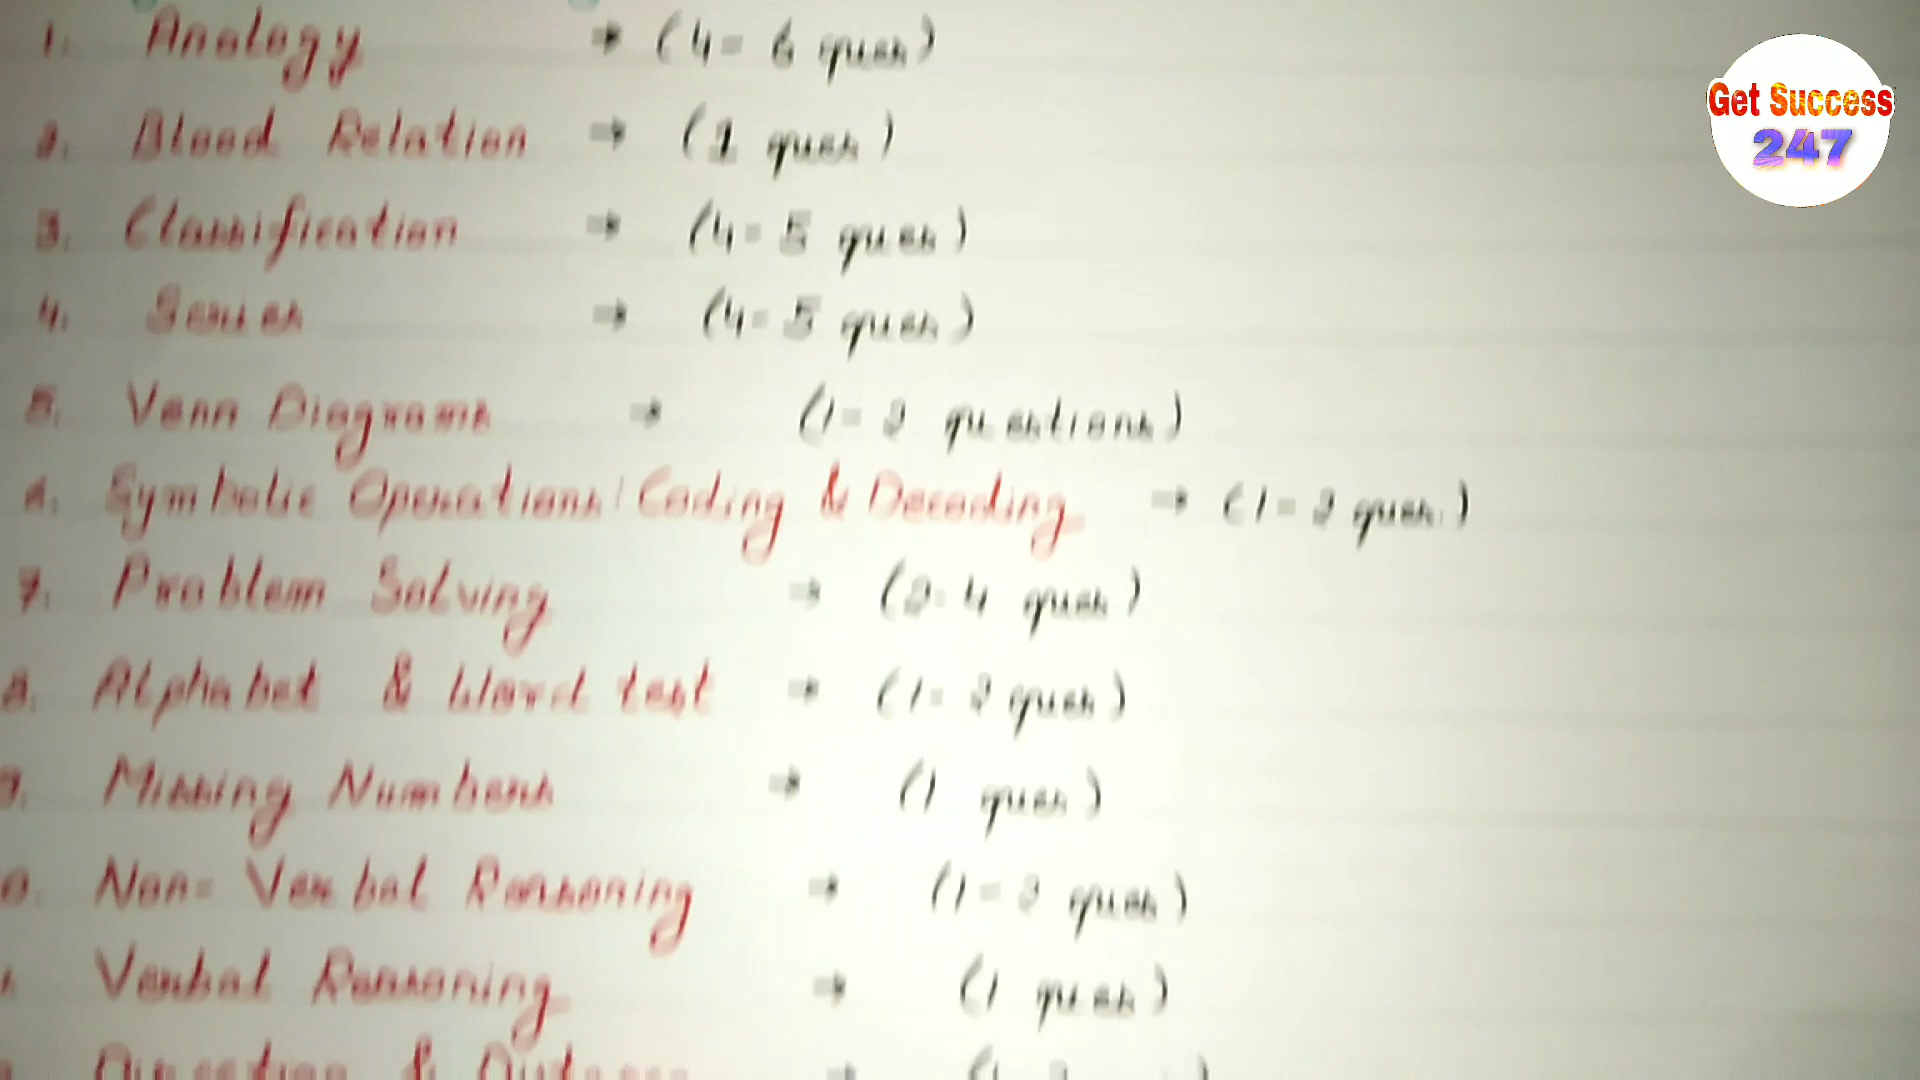 1. Analogy ⇒ (4 = 6 ques)
2. Blood Relation ⇒ (1 ques)
3. Classification ⇒ (4 = 5 ques)
4. Series ⇒ (4 = 5 ques)
5. Venn Diagrams ⇒ (1 = 2 questions)
6. Symbolic Operations / Coding & Decoding ⇒ (1 = 2 ques.)
7. Problem Solving ⇒ (2 - 4 ques)
8. Alphabet & Word test ⇒ (1 = 2 ques)
9. Missing Numbers ⇒ (1 ques)
0. Non = Verbal Reasoning ⇒ (1 = 2 ques)
Verbal Reasoning ⇒ (1 ques)
Direction & Distance ⇒
Get Success
247